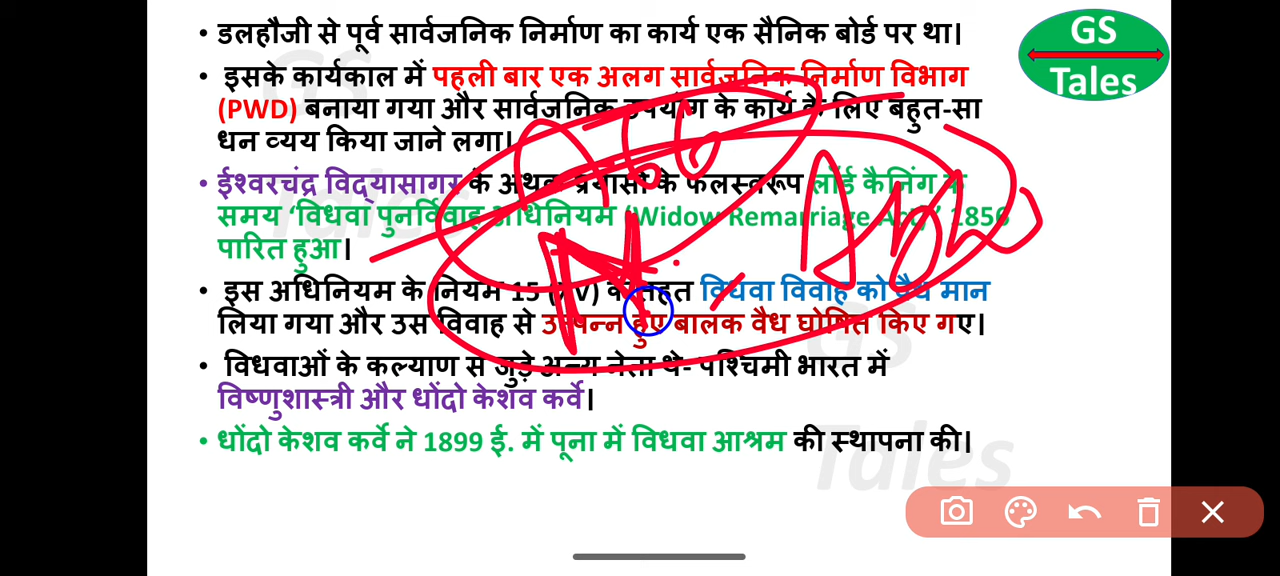 GS
Tales
• डलहौजी से पूर्व सार्वजनिक निर्माण का कार्य एक सैनिक बोर्ड पर था।
• इसके कार्यकाल में पहली बार एक अलग सार्वजनिक निर्माण विभाग
(PWD) बनाया गया और सार्वजनिक उपयोग के कार्य के लिए बहुत-सा
धन व्यय किया जाने लगा।
• ईश्वरचंद्र विद्यासागर के अथक प्रयासों के फलस्वरूप लॉर्ड कैनिंग के
समय ‘विधवा पुनर्विवाह अधिनियम (Widow Remarriage Act)’ 1856
पारित हुआ।
• इस अधिनियम के नियम 15 (XV) के तहत विधवा विवाह को वैध मान
लिया गया और उस विवाह से उत्पन्न हुए बालक वैध घोषित किए गए।
• विधवाओं के कल्याण से जुड़े अन्य नेता थे- पश्चिमी भारत में
विष्णुशास्त्री और धोंदो केशव कर्वे।
• धोंदो केशव कर्वे ने 1899 ई. में पूना में विधवा आश्रम की स्थापना की।
GS
Tales